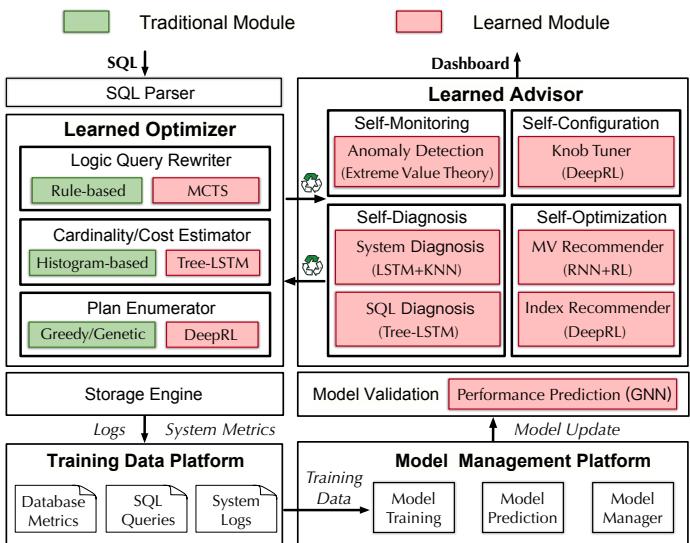 Traditional Module
Learned Module
SQL
Dashboard
SQL Parser
Learned Optimizer
Logic Query Rewriter
Rule-based
MCTS
Cardinality/Cost Estimator
Histogram-based
Tree-LSTM
Plan Enumerator
Greedy/Genetic
DeepRL
Learned Advisor
Self-Monitoring
Anomaly Detection
(Extreme Value Theory)
Self-Configuration
Knob Tuner
(DeepRL)
Self-Diagnosis
System Diagnosis
(LSTM+KNN)
SQL Diagnosis
(Tree-LSTM)
Self-Optimization
MV Recommender
(RNN+RL)
Index Recommender
(DeepRL)
Storage Engine
Model Validation
Performance Prediction (GNN)
Logs
System Metrics
Model Update
Training Data Platform
Database
Metrics
SQL
Queries
System
Logs
Training
Data
Model Management Platform
Model
Training
Model
Prediction
Model
Manager